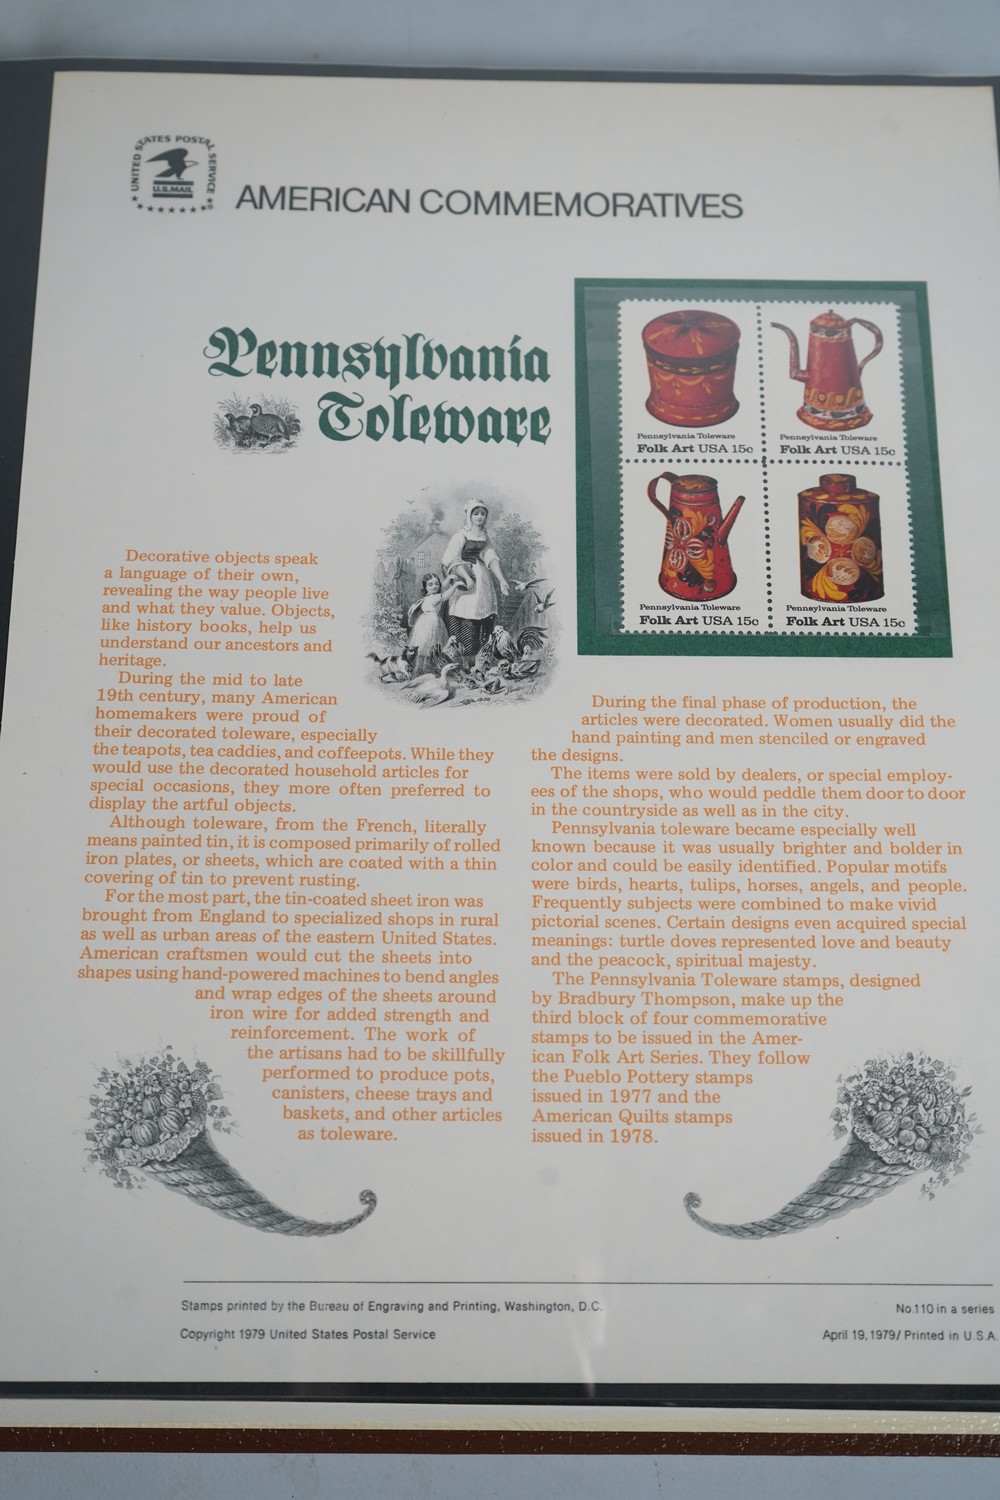 UNITED STATES POSTAL SERVICE
U.S.MAIL
AMERICAN COMMEMORATIVES
Pennsylvania
Toleware
Pennsylvania Toleware
Folk Art USA 15c
Pennsylvania Toleware
Folk Art USA 15c
Pennsylvania Toleware
Folk Art USA 15c
Pennsylvania Toleware
Folk Art USA 15c
Decorative objects speak
a language of their own,
revealing the way people live
and what they value. Objects,
like history books, help us
understand our ancestors and
heritage.
During the mid to late
19th century, many American
homemakers were proud of
their decorated toleware, especially
the teapots, tea caddies, and coffeepots. While they
would use the decorated household articles for
special occasions, they more often preferred to
display the artful objects.
Although toleware, from the French, literally
means painted tin, it is composed primarily of rolled
iron plates, or sheets, which are coated with a thin
covering of tin to prevent rusting.
For the most part, the tin-coated sheet iron was
brought from England to specialized shops in rural
as well as urban areas of the eastern United States.
American craftsmen would cut the sheets into
shapes using hand-powered machines to bend angles
and wrap edges of the sheets around
iron wire for added strength and
reinforcement. The work of
the artisans had to be skillfully
performed to produce pots,
canisters, cheese trays and
baskets, and other articles
as toleware.
During the final phase of production, the
articles were decorated. Women usually did the
hand painting and men stenciled or engraved
the designs.
The items were sold by dealers, or special employ-
ees of the shops, who would peddle them door to door
in the countryside as well as in the city.
Pennsylvania toleware became especially well
known because it was usually brighter and bolder in
color and could be easily identified. Popular motifs
were birds, hearts, tulips, horses, angels, and people.
Frequently subjects were combined to make vivid
pictorial scenes. Certain designs even acquired special
meanings: turtle doves represented love and beauty
and the peacock, spiritual majesty.
The Pennsylvania Toleware stamps, designed
by Bradbury Thompson, make up the
third block of four commemorative
stamps to be issued in the Amer-
ican Folk Art Series. They follow
the Pueblo Pottery stamps
issued in 1977 and the
American Quilts stamps
issued in 1978.
Stamps printed by the Bureau of Engraving and Printing, Washington, D.C.
No.110 in a series
Copyright 1979 United States Postal Service
April 19, 1979/ Printed in U.S.A.